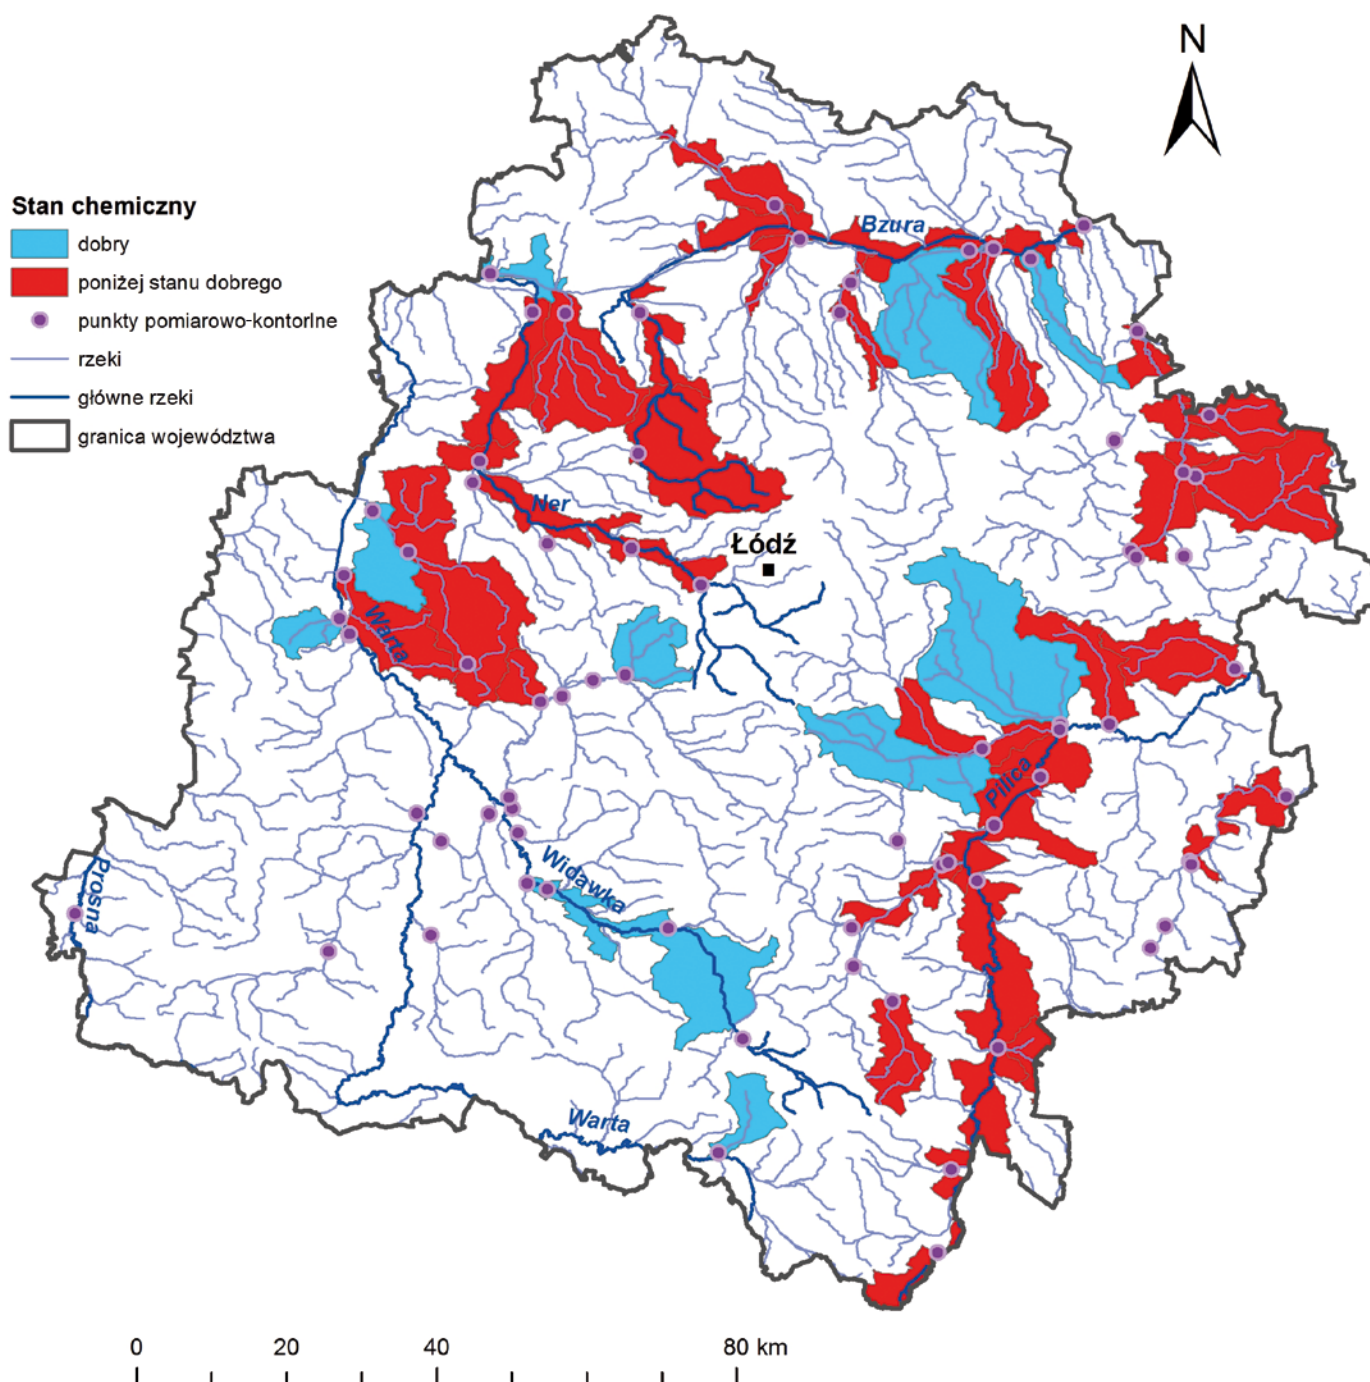 N
Stan chemiczny
dobry
poniżej stanu dobrego
punkty pomiarowo-kontorlne
rzeki
główne rzeki
granica województwa
Bzura
Ner
Łódź
Warta
Pilica
Widawka
Prosna
Warta
0 20 40 80 km